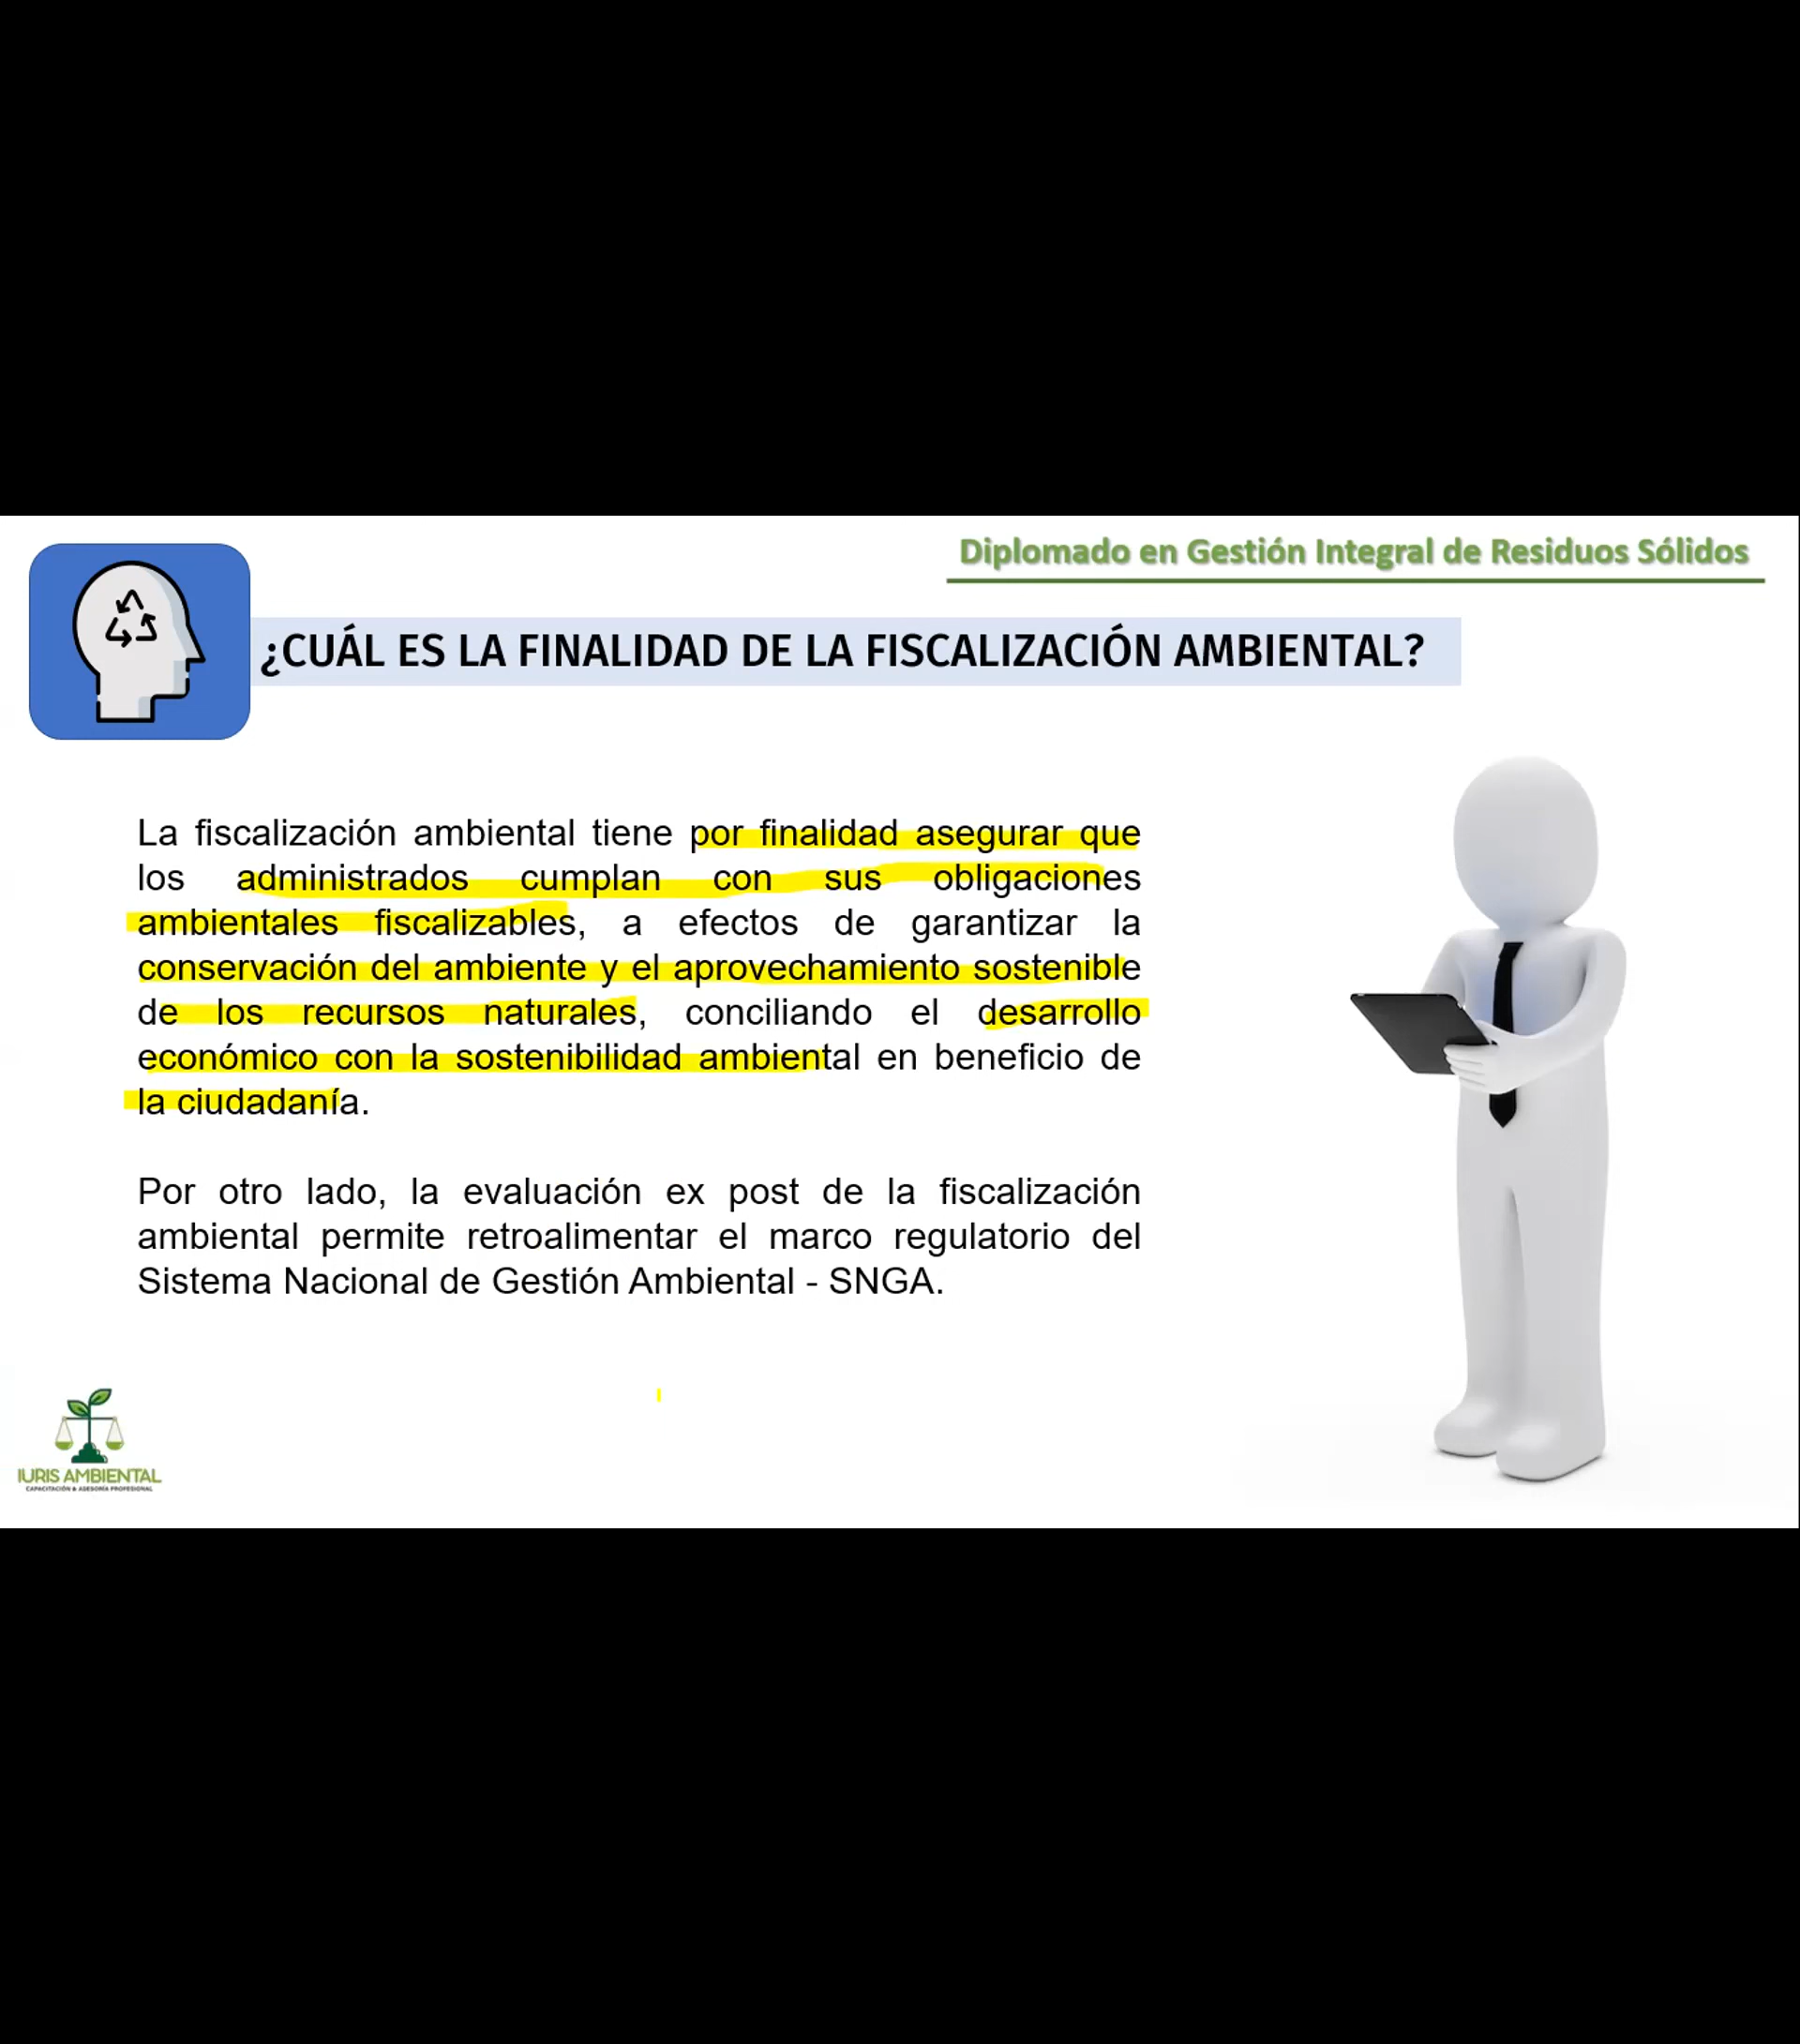 Diplomado en Gestión Integral de Residuos Sólidos
¿CUÁL ES LA FINALIDAD DE LA FISCALIZACIÓN AMBIENTAL?
La fiscalización ambiental tiene por finalidad asegurar que
los administrados cumplan con sus obligaciones
ambientales fiscalizables, a efectos de garantizar la
conservación del ambiente y el aprovechamiento sostenible
de los recursos naturales, conciliando el desarrollo
económico con la sostenibilidad ambiental en beneficio de
la ciudadanía.
Por otro lado, la evaluación ex post de la fiscalización
ambiental permite retroalimentar el marco regulatorio del
Sistema Nacional de Gestión Ambiental - SNGA.
IURIS AMBIENTAL
CAPACITACIÓN & ASESORÍA PROFESIONAL